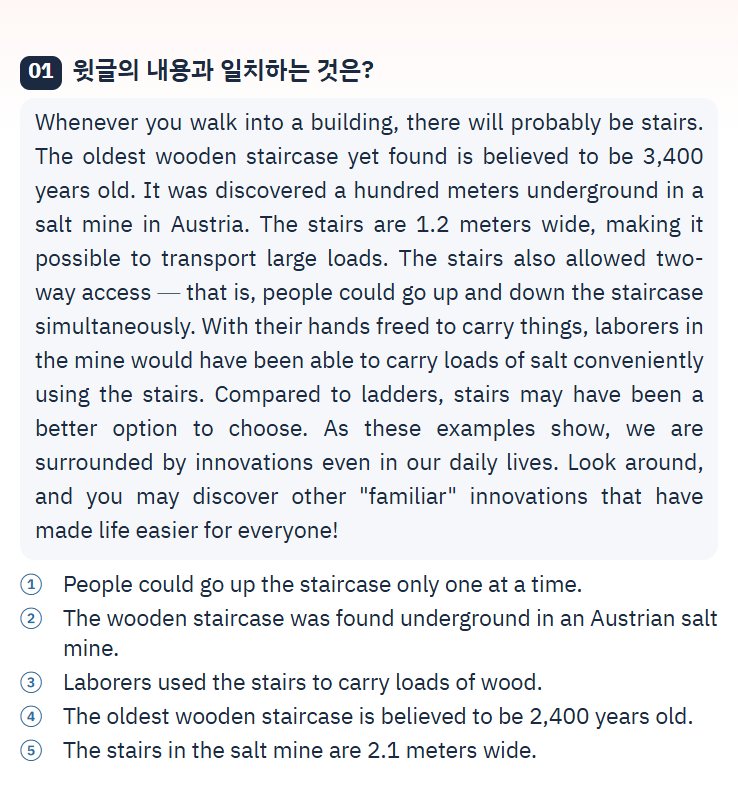 01 윗글의 내용과 일치하는 것은?
Whenever you walk into a building, there will probably be stairs.
The oldest wooden staircase yet found is believed to be 3,400
years old. It was discovered a hundred meters underground in a
salt mine in Austria. The stairs are 1.2 meters wide, making it
possible to transport large loads. The stairs also allowed two-
way access — that is, people could go up and down the staircase
simultaneously. With their hands freed to carry things, laborers in
the mine would have been able to carry loads of salt conveniently
using the stairs. Compared to ladders, stairs may have been a
better option to choose. As these examples show, we are
surrounded by innovations even in our daily lives. Look around,
and you may discover other "familiar" innovations that have
made life easier for everyone!
① People could go up the staircase only one at a time.
② The wooden staircase was found underground in an Austrian salt
mine.
③ Laborers used the stairs to carry loads of wood.
④ The oldest wooden staircase is believed to be 2,400 years old.
⑤ The stairs in the salt mine are 2.1 meters wide.